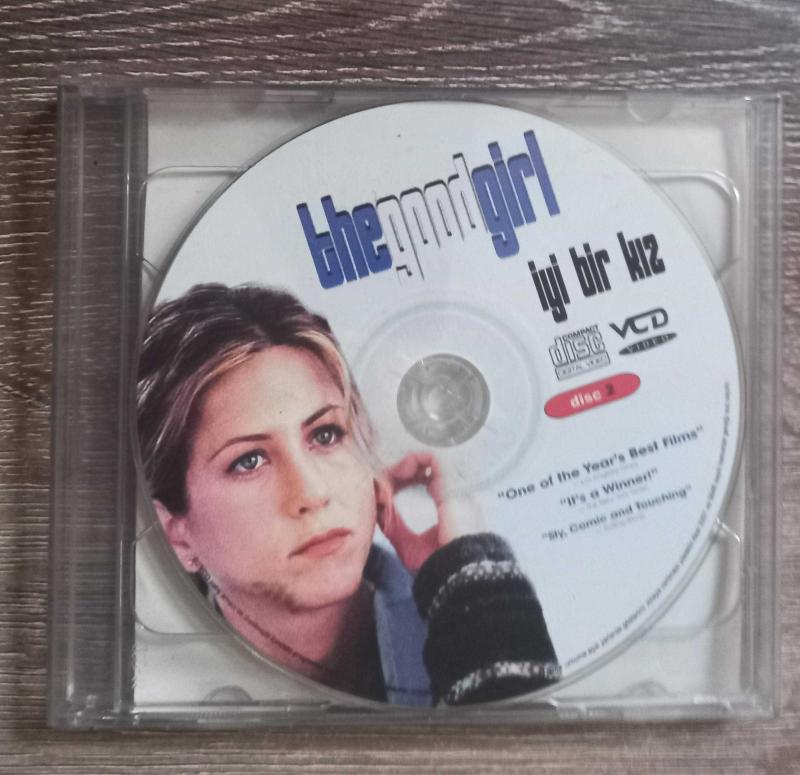 thegoodgirl
iyi bir kız
COMPACT
disc
DIGITAL VIDEO
VCD
VIDEO
disc 2
"One of the Year's Best Films"
"It's a Winner!"
"Sly, Comic and Touching"